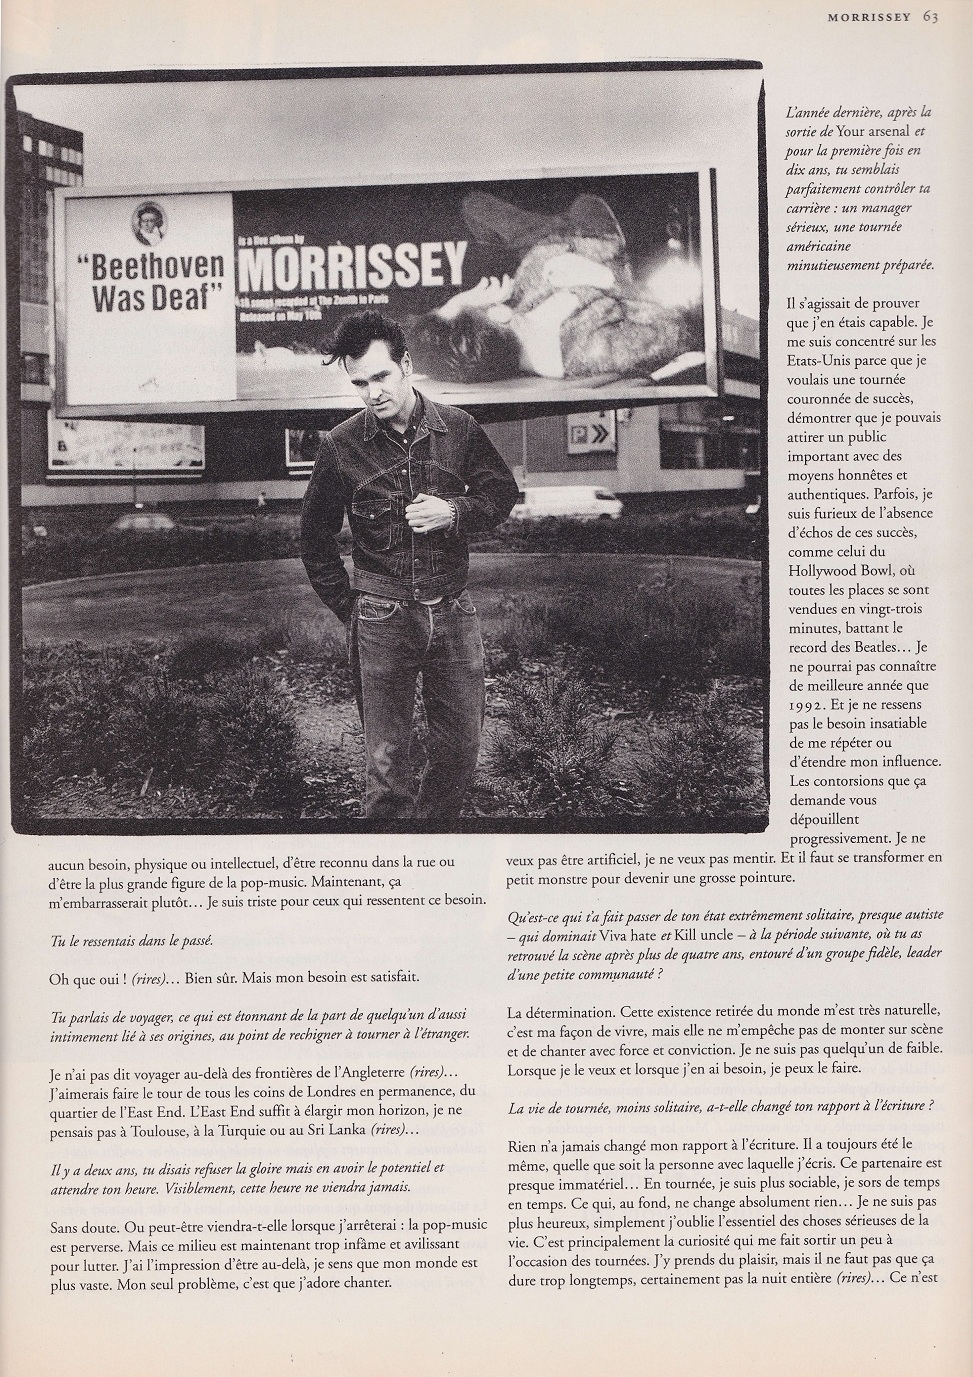 MORRISSEY 63
"Beethoven
Was Deaf"
is a live album by
MORRISSEY
16 songs recorded at The Zenith in Paris
Released on May 10th
P
aucun besoin, physique ou intellectuel, d'être reconnu dans la rue ou
d'être la plus grande figure de la pop-music. Maintenant, ça
m'embarrasserait plutôt… Je suis triste pour ceux qui ressentent ce besoin.
Tu le ressentais dans le passé.
Oh que oui ! (rires)… Bien sûr. Mais mon besoin est satisfait.
Tu parlais de voyager, ce qui est étonnant de la part de quelqu'un d'aussi
intimement lié à ses origines, au point de rechigner à tourner à l'étranger.
Je n'ai pas dit voyager au-delà des frontières de l'Angleterre (rires)…
J'aimerais faire le tour de tous les coins de Londres en permanence, du
quartier de l'East End. L'East End suffit à élargir mon horizon, je ne
pensais pas à Toulouse, à la Turquie ou au Sri Lanka (rires)…
Il y a deux ans, tu disais refuser la gloire mais en avoir le potentiel et
attendre ton heure. Visiblement, cette heure ne viendra jamais.
Sans doute. Ou peut-être viendra-t-elle lorsque j'arrêterai : la pop-music
est perverse. Mais ce milieu est maintenant trop infâme et avilissant
pour lutter. J'ai l'impression d'être au-delà, je sens que mon monde est
plus vaste. Mon seul problème, c'est que j'adore chanter.
L'année dernière, après la
sortie de Your arsenal et
pour la première fois en
dix ans, tu semblais
parfaitement contrôler ta
carrière : un manager
sérieux, une tournée
américaine
minutieusement préparée.
Il s'agissait de prouver
que j'en étais capable. Je
me suis concentré sur les
Etats-Unis parce que je
voulais une tournée
couronnée de succès,
démontrer que je pouvais
attirer un public
important avec des
moyens honnêtes et
authentiques. Parfois, je
suis furieux de l'absence
d'échos de ces succès,
comme celui du
Hollywood Bowl, où
toutes les places se sont
vendues en vingt-trois
minutes, battant le
record des Beatles… Je
ne pourrai pas connaître
de meilleure année que
1992. Et je ne ressens
pas le besoin insatiable
de me répéter ou
d'étendre mon influence.
Les contorsions que ça
demande vous
dépouillent
progressivement. Je ne
veux pas être artificiel, je ne veux pas mentir. Et il faut se transformer en
petit monstre pour devenir une grosse pointure.
Qu'est-ce qui t'a fait passer de ton état extrêmement solitaire, presque autiste
– qui dominait Viva hate et Kill uncle – à la période suivante, où tu as
retrouvé la scène après plus de quatre ans, entouré d'un groupe fidèle, leader
d'une petite communauté ?
La détermination. Cette existence retirée du monde m'est très naturelle,
c'est ma façon de vivre, mais elle ne m'empêche pas de monter sur scène
et de chanter avec force et conviction. Je ne suis pas quelqu'un de faible.
Lorsque je le veux et lorsque j'en ai besoin, je peux le faire.
La vie de tournée, moins solitaire, a-t-elle changé ton rapport à l'écriture ?
Rien n'a jamais changé mon rapport à l'écriture. Il a toujours été le
même, quelle que soit la personne avec laquelle j'écris. Ce partenaire est
presque immatériel… En tournée, je suis plus sociable, je sors de temps
en temps. Ce qui, au fond, ne change absolument rien… Je ne suis pas
plus heureux, simplement j'oublie l'essentiel des choses sérieuses de la
vie. C'est principalement la curiosité qui me fait sortir un peu à
l'occasion des tournées. J'y prends du plaisir, mais il ne faut pas que ça
dure trop longtemps, certainement pas la nuit entière (rires)… Ce n'est